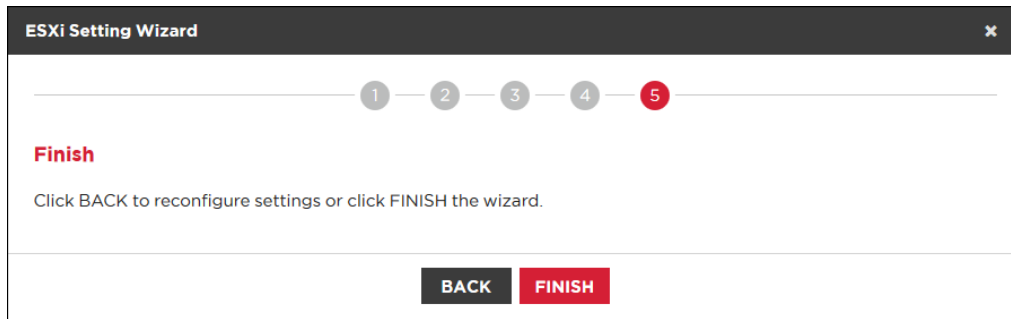 ESXi Setting Wizard
1 2 3 4 5
Finish
Click BACK to reconfigure settings or click FINISH the wizard.
BACK FINISH